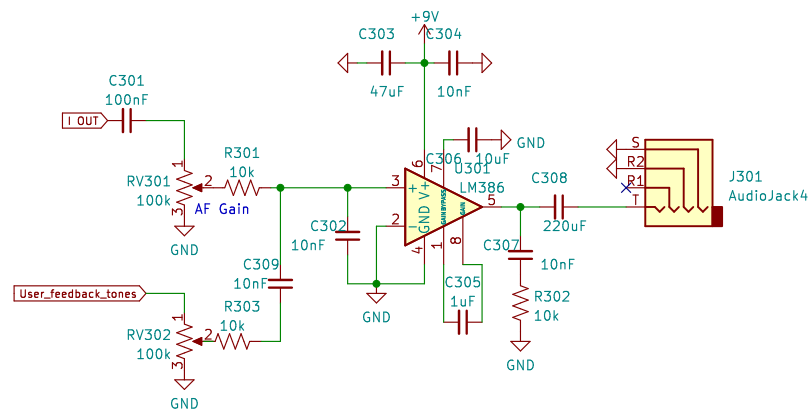 +9V
C303
C304
47uF
10nF
C301
100nF
I OUT
R301
10k
1
RV301
2
100k
3
AF Gain
GND
C302
10nF
C309
10nF
User_feedback_tones
R303
10k
1
RV302
2
100k
3
GND
GND
C306
10uF
GND
U301
LM386
6
7
3
+
V+
2
-
GND
BYPASS
GAIN
GAIN
5
4
1
8
C305
1uF
C308
220uF
C307
10nF
R302
10k
GND
S
R2
R1
T
J301
AudioJack4